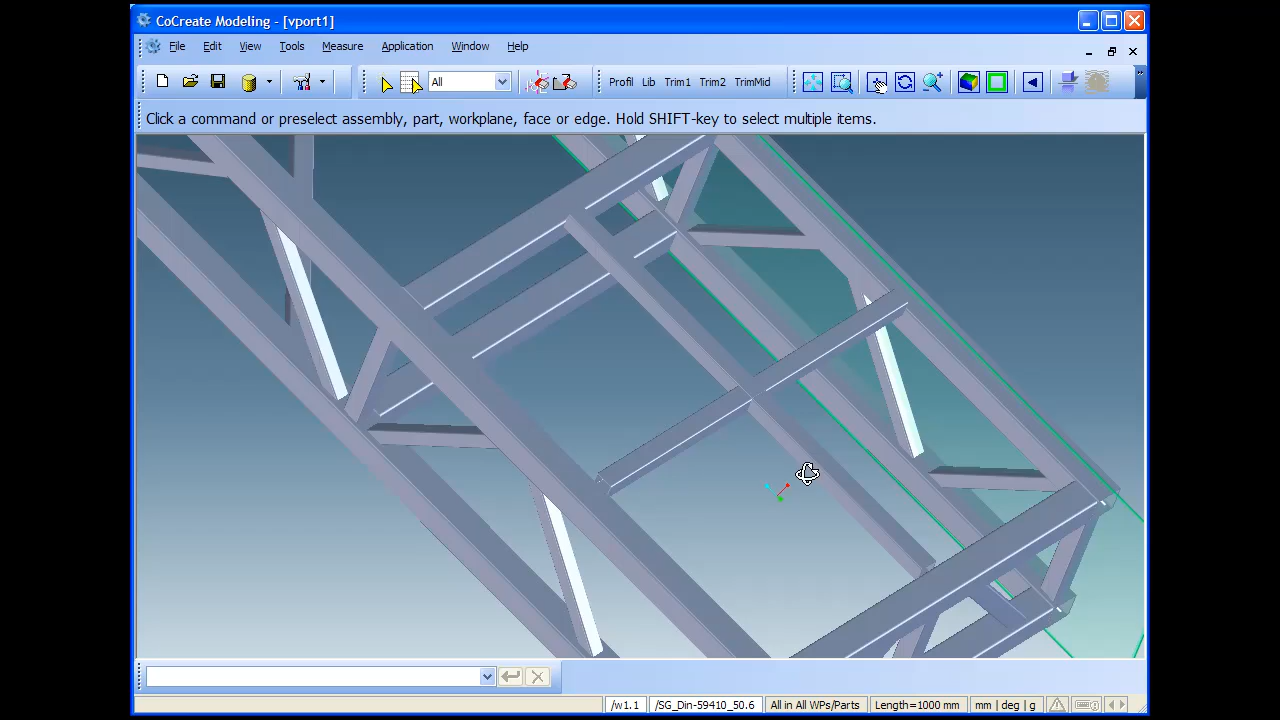 CoCreate Modeling - [vport1]
File Edit View Tools Measure Application Window Help
All Profil Lib Trim1 Trim2 TrimMid
Click a command or preselect assembly, part, workplane, face or edge. Hold SHIFT-key to select multiple items.
/w1.1 /SG_Din-59410_50.6 All in All WPs/Parts Length=1000 mm mm | deg | g